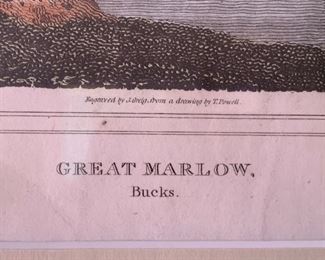 Engraved by J. Greig, from a drawing by T. Powell.
GREAT MARLOW,
Bucks.